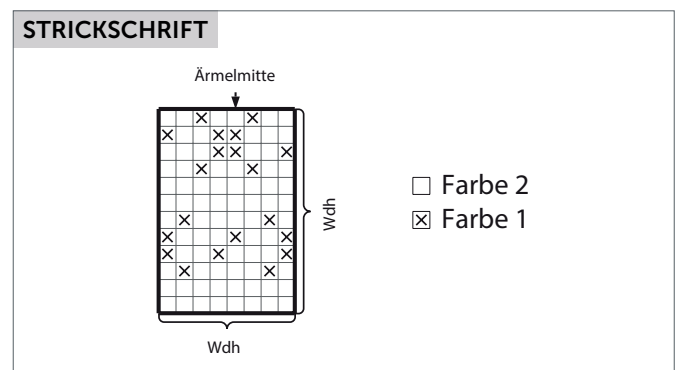 STRICKSCHRIFT
Ärmelmitte
Wdh
Farbe 2
Farbe 1
Wdh